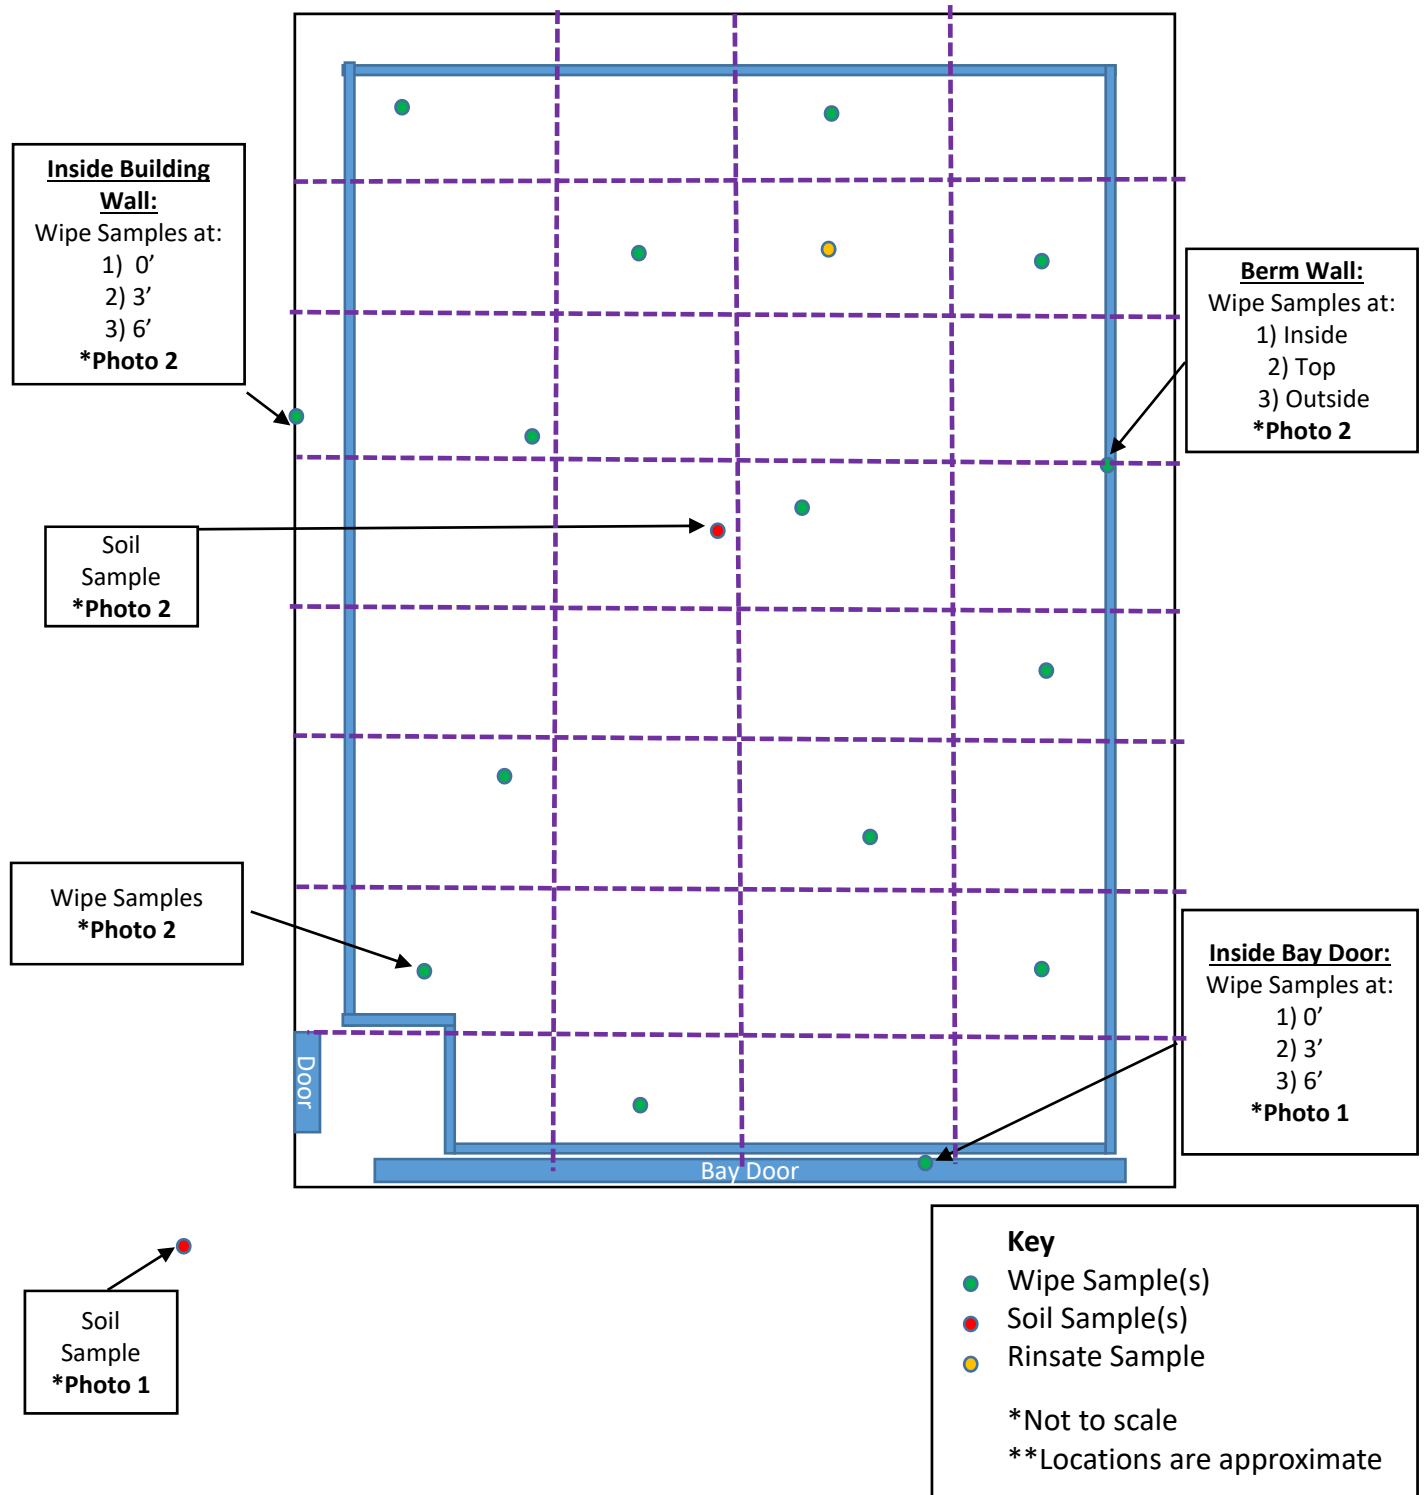 Inside Building
Wall:
Wipe Samples at:
1) 0’
2) 3’
3) 6’
*Photo 2
Berm Wall:
Wipe Samples at:
1) Inside
2) Top
3) Outside
*Photo 2
Soil
Sample
*Photo 2
Wipe Samples
*Photo 2
Inside Bay Door:
Wipe Samples at:
1) 0’
2) 3’
3) 6’
*Photo 1
Door
Bay Door
Soil
Sample
*Photo 1
Key
Wipe Sample(s)
Soil Sample(s)
Rinsate Sample
*Not to scale
**Locations are approximate